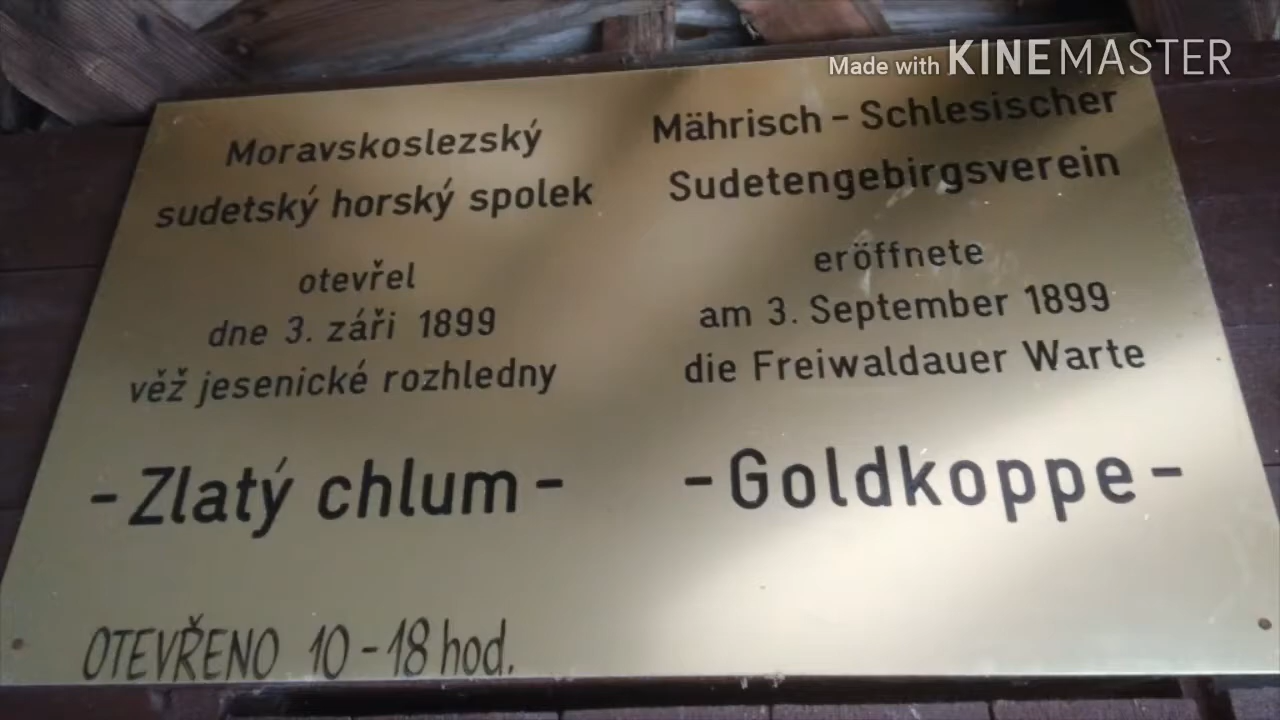 Made with KINEMASTER
Moravskoslezský
sudetský horský spolek
otevřel
dne 3. září 1899
věž jesenické rozhledny
- Zlatý chlum -
Mährisch - Schlesischer
Sudetengebirgsverein
eröffnete
am 3. September 1899
die Freiwaldauer Warte
- Goldkoppe -
OTEVŘENO 10 - 18 hod.